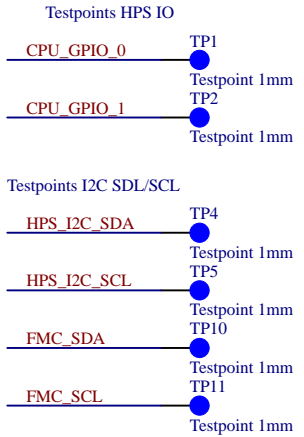 Testpoints HPS IO
TP1
CPU_GPIO_0
Testpoint 1mm
TP2
CPU_GPIO_1
Testpoint 1mm
Testpoints I2C SDL/SCL
TP4
HPS_I2C_SDA
Testpoint 1mm
TP5
HPS_I2C_SCL
Testpoint 1mm
TP10
FMC_SDA
Testpoint 1mm
TP11
FMC_SCL
Testpoint 1mm